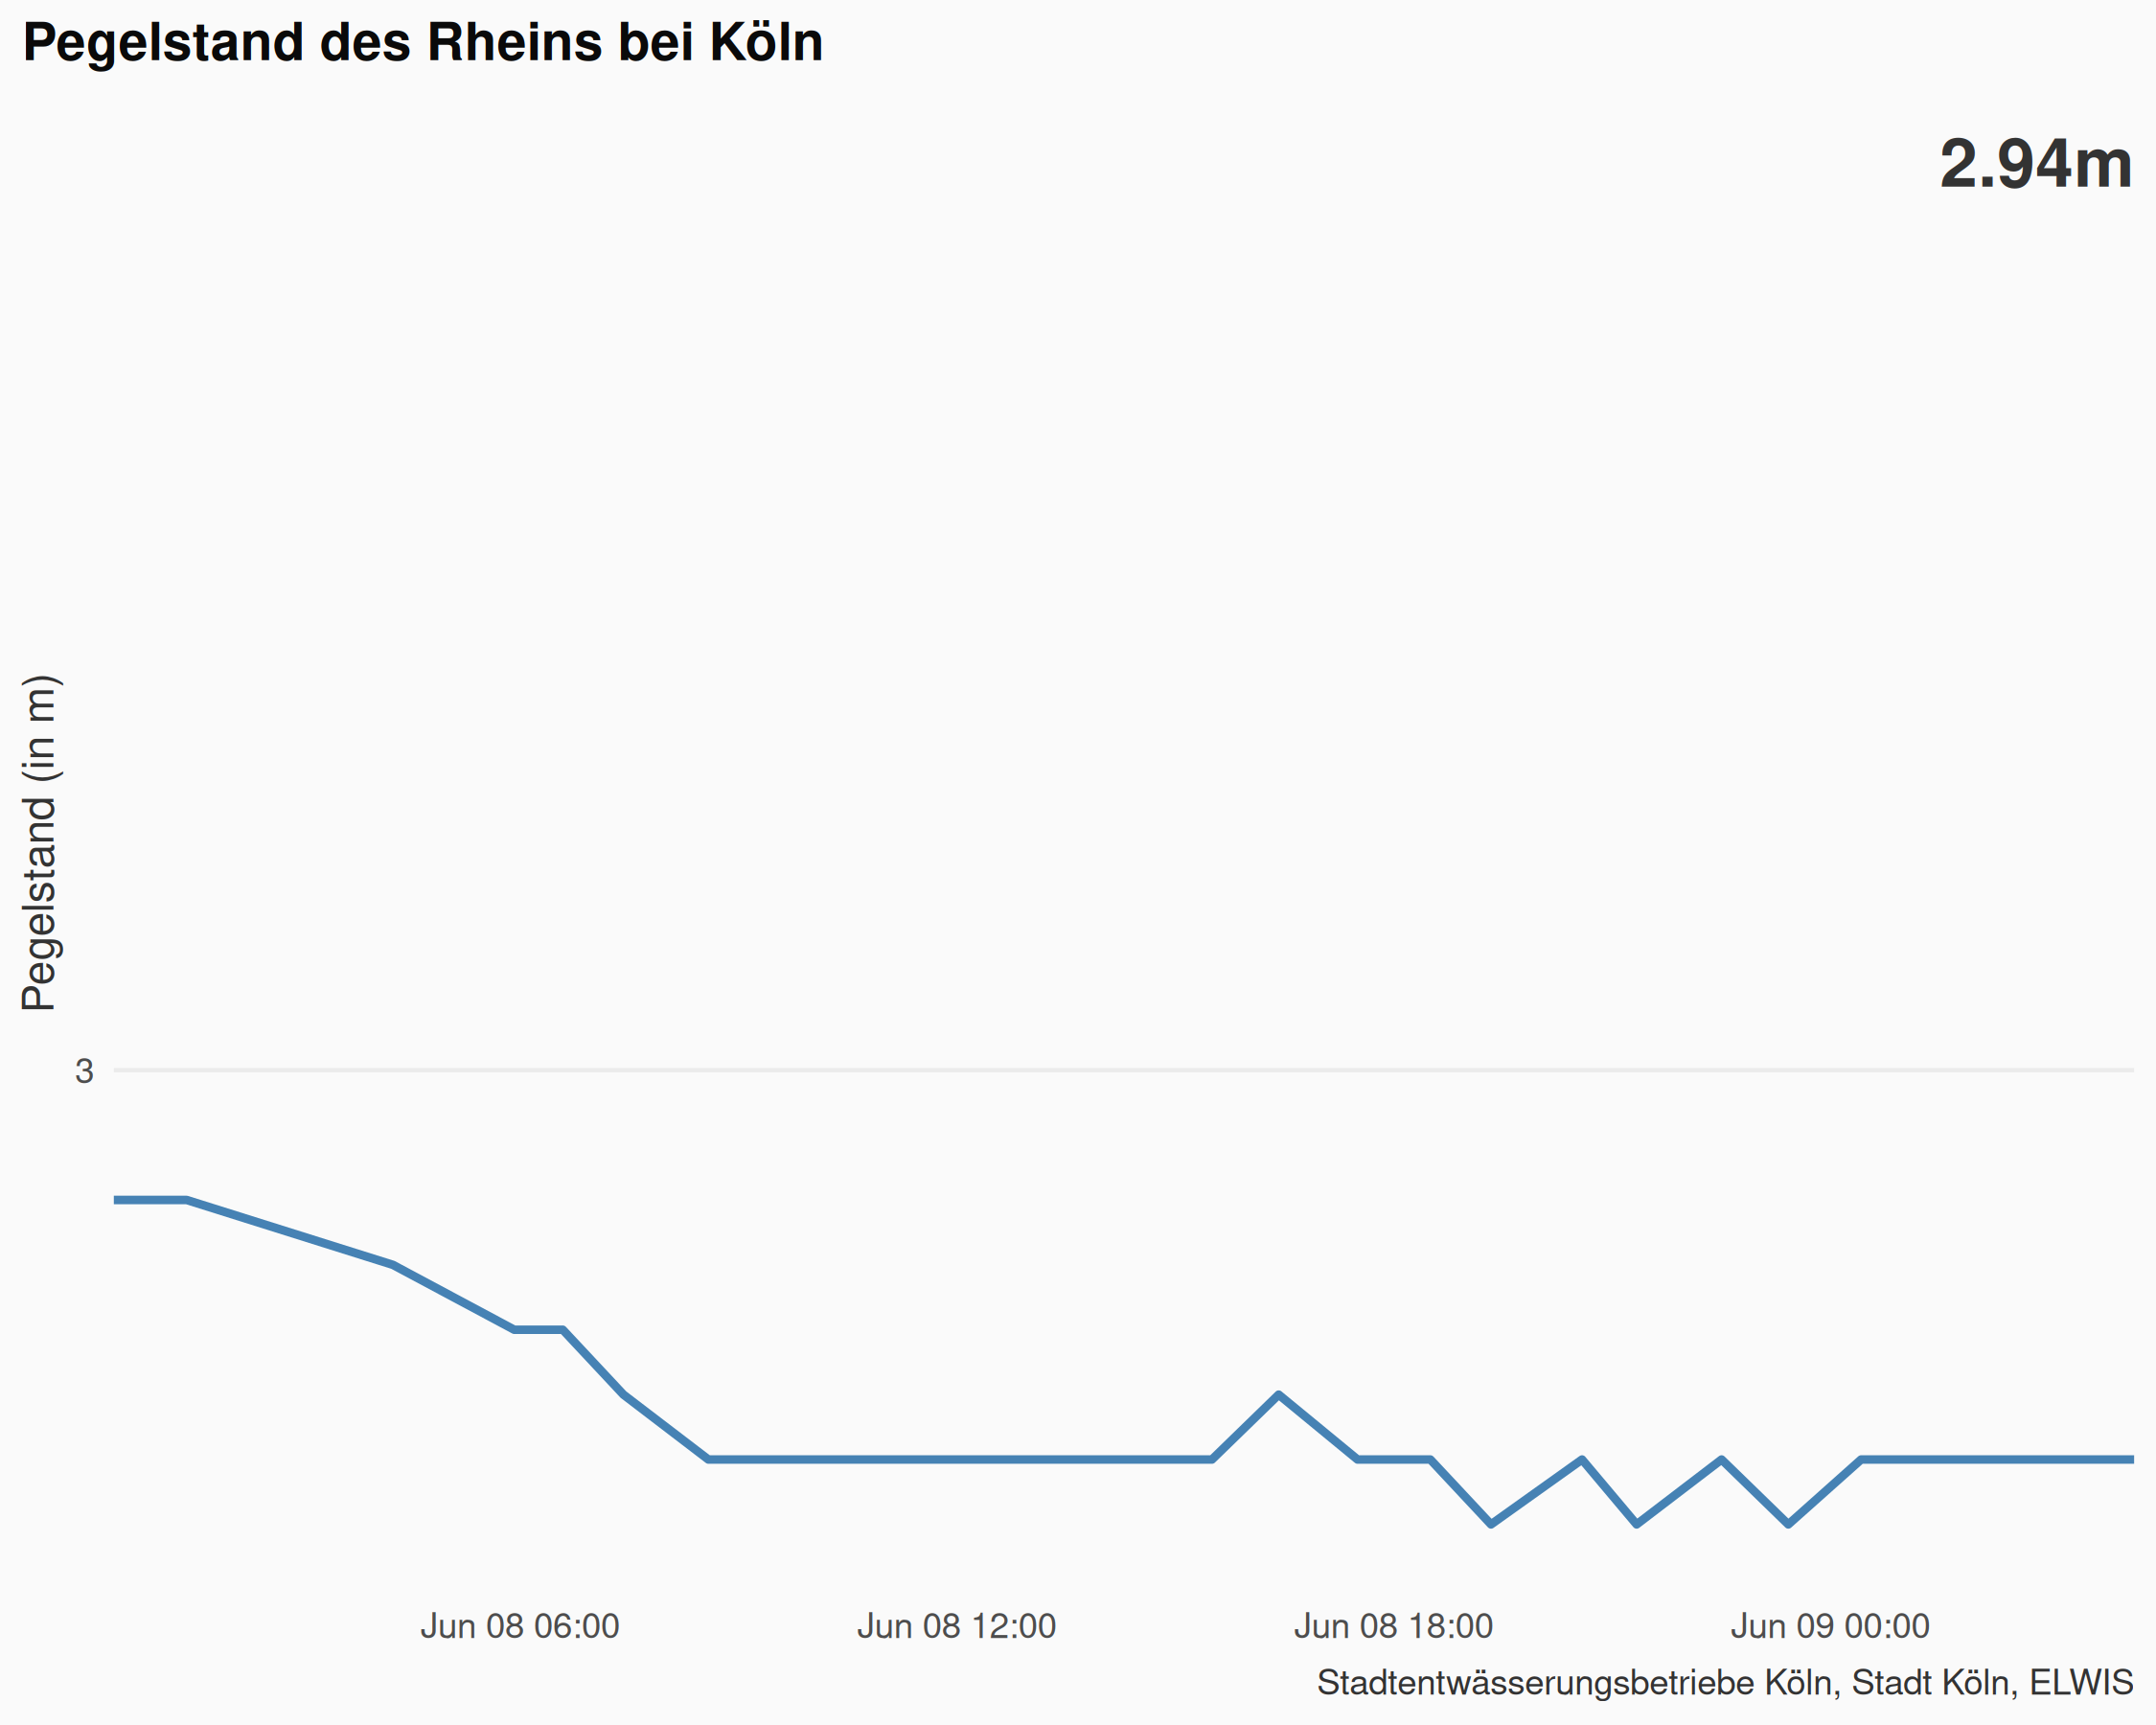 Pegelstand des Rheins bei Köln
2.94m
Pegelstand (in m)
3
Jun 08 06:00
Jun 08 12:00
Jun 08 18:00
Jun 09 00:00
Stadtentwässerungsbetriebe Köln, Stadt Köln, ELWIS